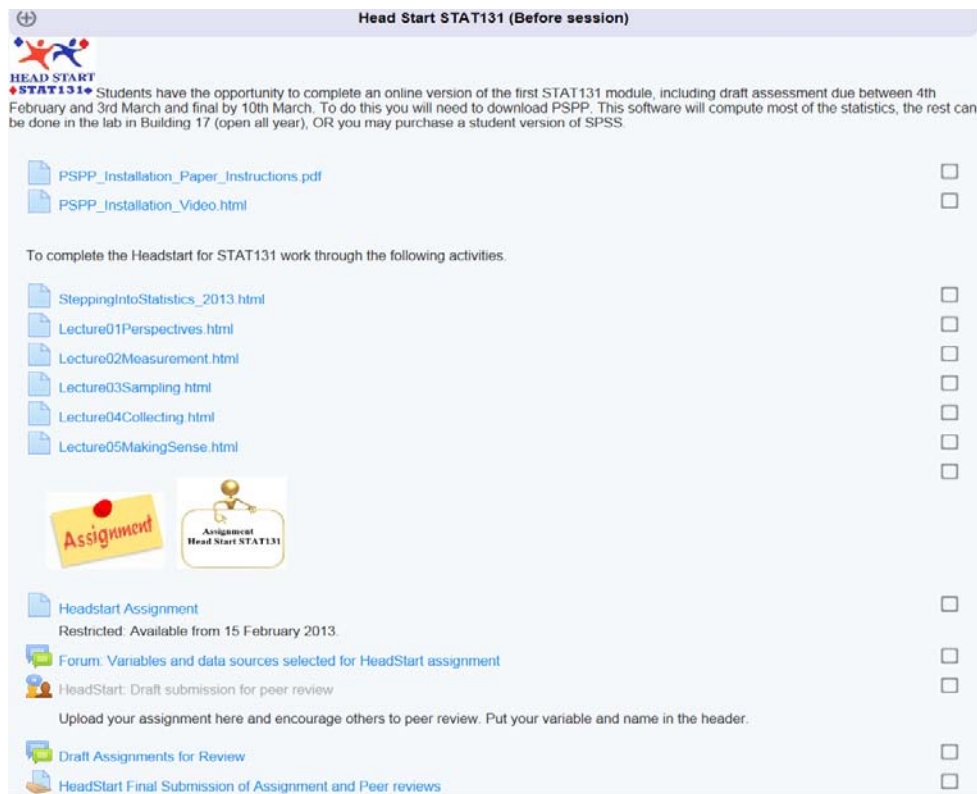 Head Start STAT131 (Before session)
HEAD START
STAT131 Students have the opportunity to complete an online version of the first STAT131 module, including draft assessment due between 4th
February and 3rd March and final by 10th March. To do this you will need to download PSPP. This software will compute most of the statistics, the rest can
be done in the lab in Building 17 (open all year), OR you may purchase a student version of SPSS.
PSPP_Installation_Paper_Instructions.pdf
PSPP_Installation_Video.html
To complete the Headstart for STAT131 work through the following activities.
SteppingIntoStatistics_2013.html
Lecture01Perspectives.html
Lecture02Measurement.html
Lecture03Sampling.html
Lecture04Collecting.html
Lecture05MakingSense.html
Assignment
Assignment
Head Start STAT131
Headstart Assignment
Restricted: Available from 15 February 2013.
Forum: Variables and data sources selected for HeadStart assignment
HeadStart: Draft submission for peer review
Upload your assignment here and encourage others to peer review. Put your variable and name in the header.
Draft Assignments for Review
HeadStart Final Submission of Assignment and Peer reviews